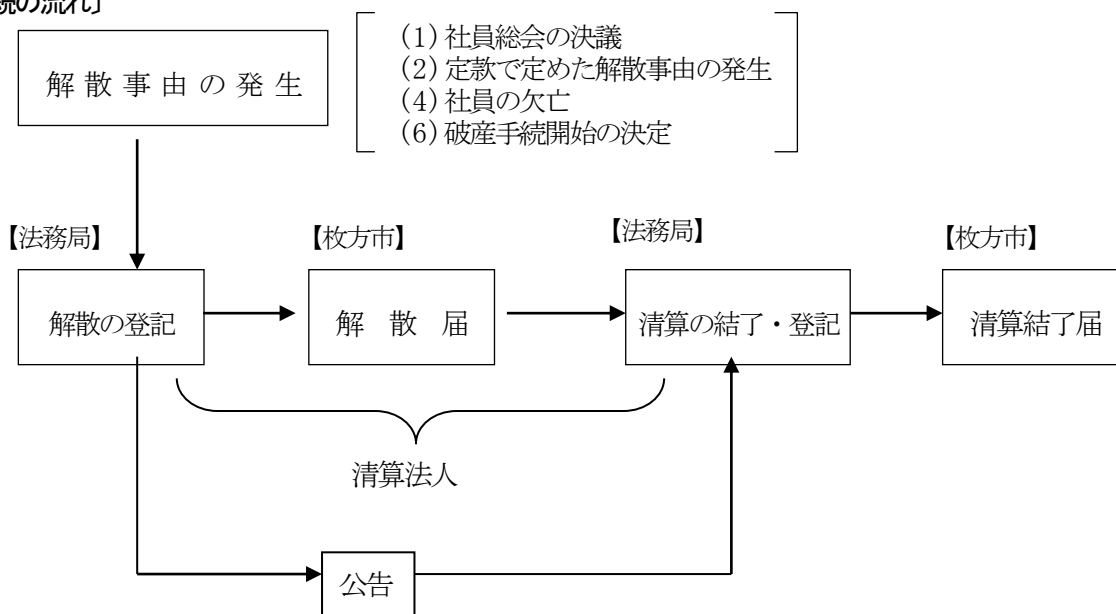 続の流れ〕
解散事由の発生
(1)社員総会の決議
(2)定款で定めた解散事由の発生
(4)社員の欠亡
(6)破産手続開始の決定
【法務局】
【枚方市】
【法務局】
【枚方市】
解散の登記
解散届
清算の結了・登記
清算結了届
清算法人
公告